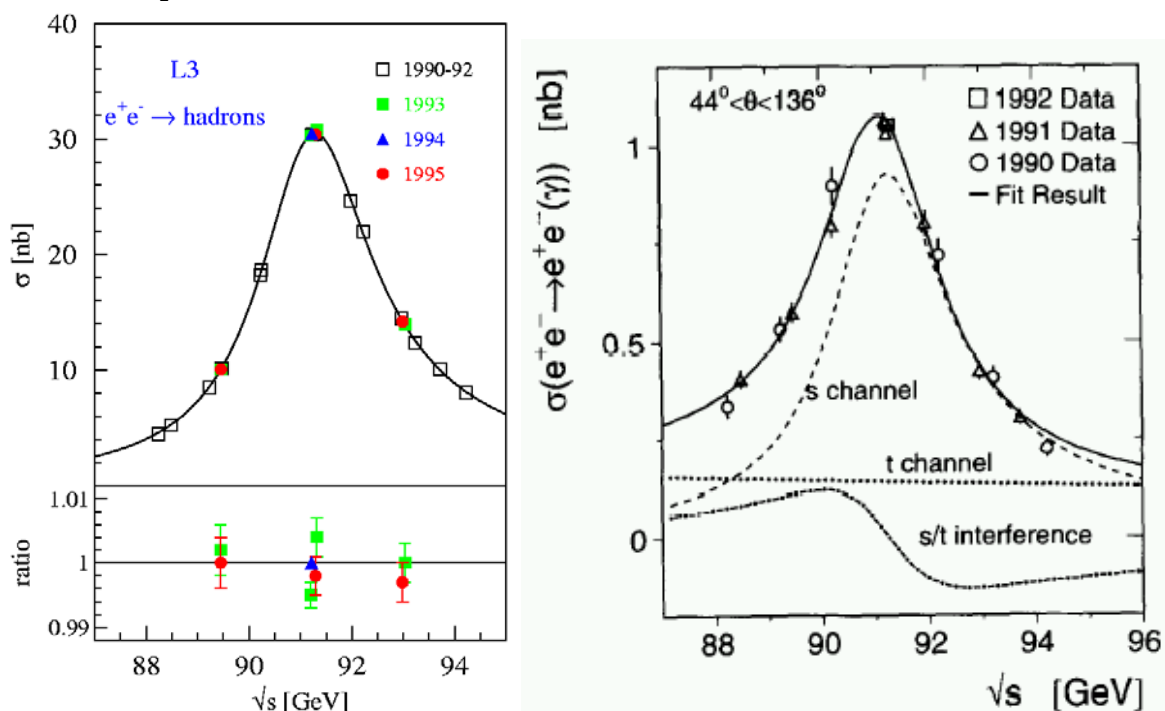 40
30
20
10
σ [nb]
L3
e⁺e⁻ → hadrons
1990-92
1993
1994
1995
1.01
1
0.99
ratio
88
90
92
94
√s [GeV]
σ(e⁺e⁻→e⁺e⁻(γ)) [nb]
44°<θ<136°
1992 Data
1991 Data
1990 Data
Fit Result
1
0.5
0
s channel
t channel
s/t interference
88
90
92
94
96
√s [GeV]